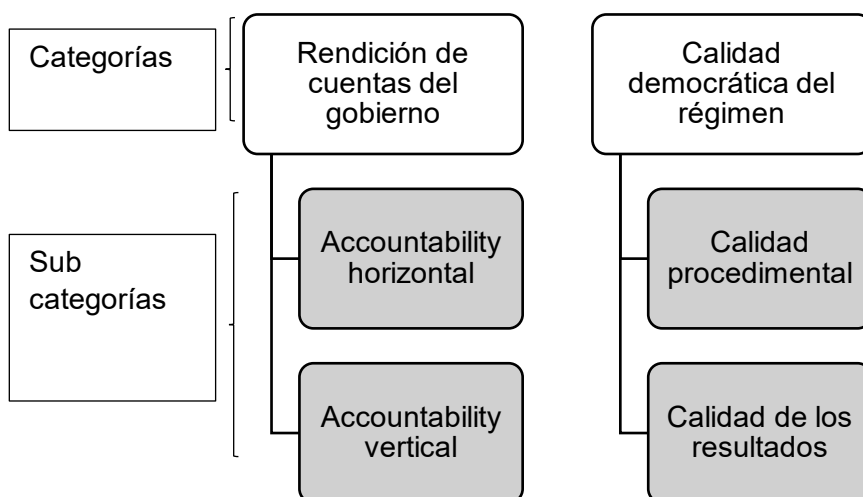 Categorías
Rendición de
cuentas del
gobierno
Calidad
democrática del
régimen
Sub
categorías
Accountability
horizontal
Calidad
procedimental
Accountability
vertical
Calidad de los
resultados